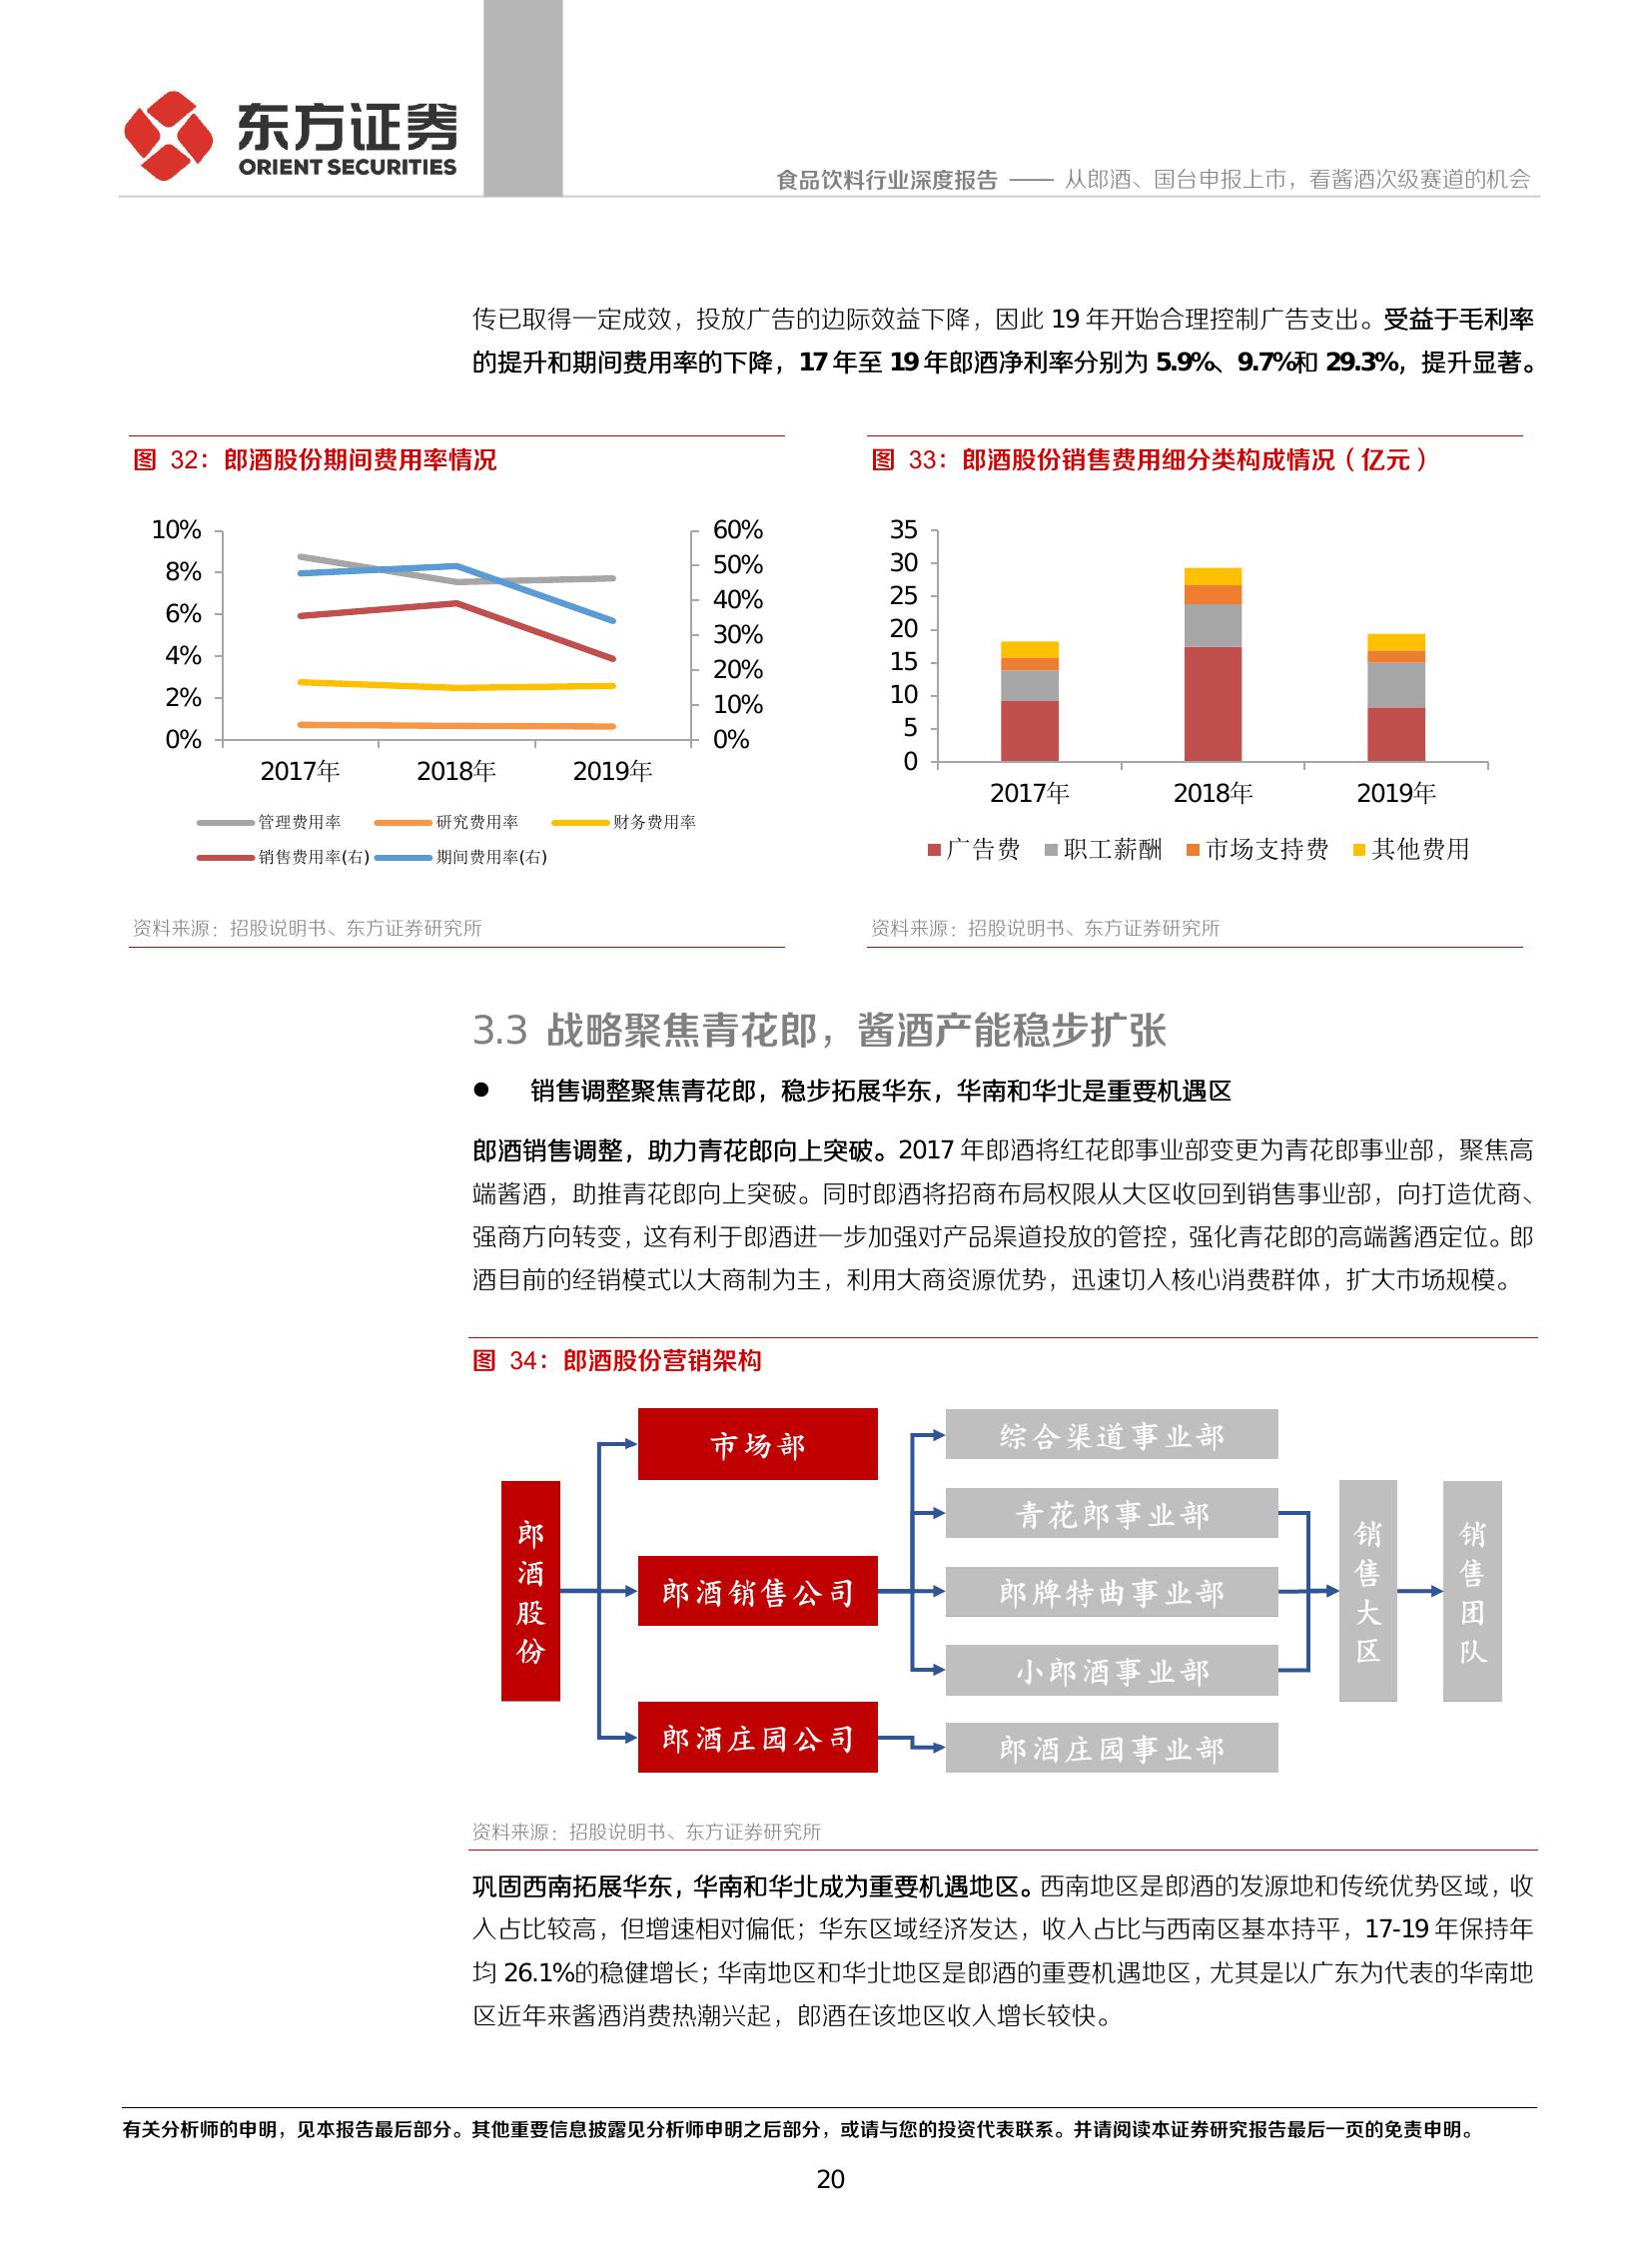 东方证券
ORIENT SECURITIES
食品饮料行业深度报告 —— 从郎酒、国台申报上市，看酱酒次级赛道的机会
传已取得一定成效，投放广告的边际效益下降，因此 19 年开始合理控制广告支出。受益于毛利率
的提升和期间费用率的下降，17 年至 19 年郎酒净利率分别为 5.9%、9.7%和 29.3%，提升显著。
图 32：郎酒股份期间费用率情况
10%
8%
6%
4%
2%
0%
60%
50%
40%
30%
20%
10%
0%
2017年 2018年 2019年
管理费用率 研究费用率 财务费用率
销售费用率(右) 期间费用率(右)
资料来源：招股说明书、东方证券研究所
图 33：郎酒股份销售费用细分类构成情况（亿元）
35
30
25
20
15
10
5
0
2017年 2018年 2019年
广告费 职工薪酬 市场支持费 其他费用
资料来源：招股说明书、东方证券研究所
3.3 战略聚焦青花郎，酱酒产能稳步扩张
● 销售调整聚焦青花郎，稳步拓展华东，华南和华北是重要机遇区
郎酒销售调整，助力青花郎向上突破。2017 年郎酒将红花郎事业部变更为青花郎事业部，聚焦高
端酱酒，助推青花郎向上突破。同时郎酒将招商布局权限从大区收回到销售事业部，向打造优商、
强商方向转变，这有利于郎酒进一步加强对产品渠道投放的管控，强化青花郎的高端酱酒定位。郎
酒目前的经销模式以大商制为主，利用大商资源优势，迅速切入核心消费群体，扩大市场规模。
图 34：郎酒股份营销架构
郎酒股份
市场部
郎酒销售公司
郎酒庄园公司
综合渠道事业部
青花郎事业部
郎牌特曲事业部
小郎酒事业部
郎酒庄园事业部
销售大区
销售团队
资料来源：招股说明书、东方证券研究所
巩固西南拓展华东，华南和华北成为重要机遇地区。西南地区是郎酒的发源地和传统优势区域，收
入占比较高，但增速相对偏低；华东区域经济发达，收入占比与西南区基本持平，17-19 年保持年
均 26.1%的稳健增长；华南地区和华北地区是郎酒的重要机遇地区，尤其是以广东为代表的华南地
区近年来酱酒消费热潮兴起，郎酒在该地区收入增长较快。
有关分析师的申明，见本报告最后部分。其他重要信息披露见分析师申明之后部分，或请与您的投资代表联系。并请阅读本证券研究报告最后一页的免责申明。
20